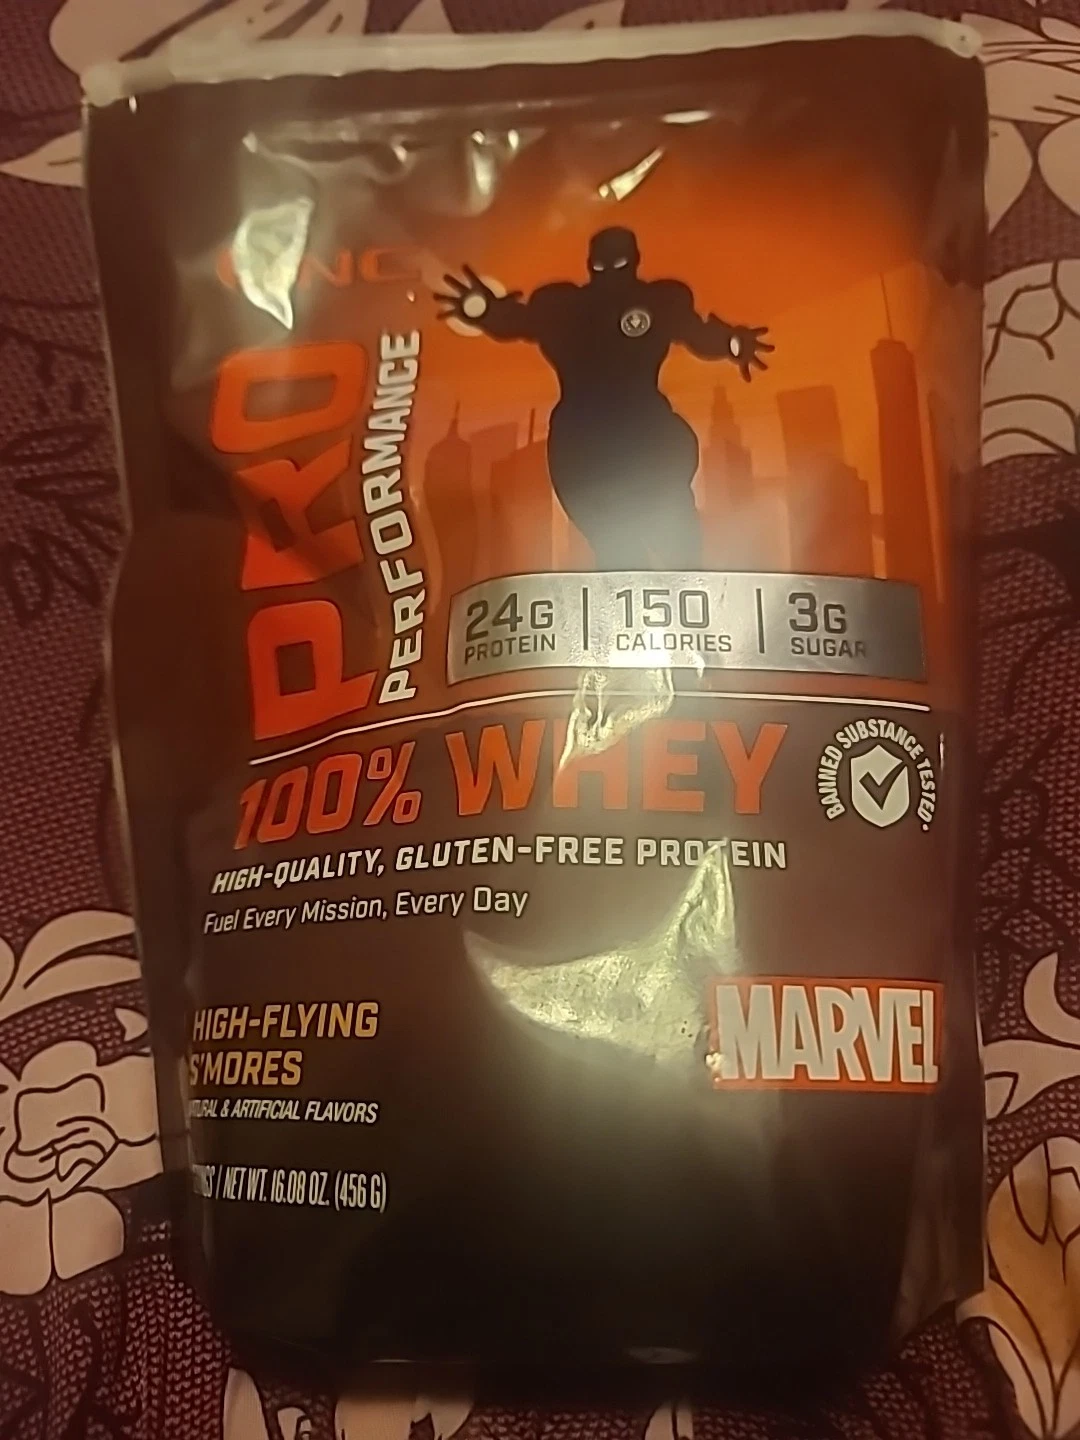 GNC
PRO
PERFORMANCE
24G | 150 | 3G
PROTEIN CALORIES SUGAR
100% WHEY
BANNED SUBSTANCE TESTED
HIGH-QUALITY, GLUTEN-FREE PROTEIN
Fuel Every Mission, Every Day
HIGH-FLYING
S'MORES
& ARTIFICIAL FLAVORS
/ NET WT. 16.08 OZ. (456 G)
MARVEL